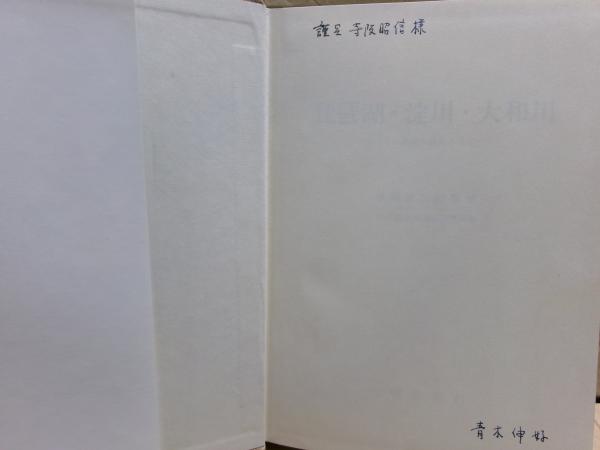 謹呈 寺阪昭信様
琵琶湖・淀川・大和川
青木伸好